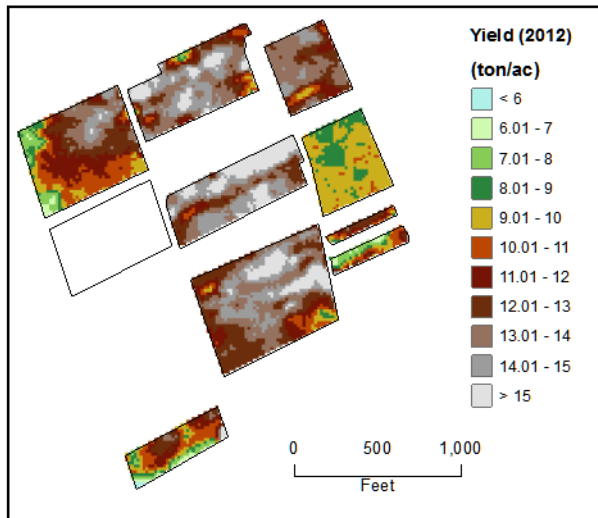 Yield (2012)
(ton/ac)
< 6
6.01 - 7
7.01 - 8
8.01 - 9
9.01 - 10
10.01 - 11
11.01 - 12
12.01 - 13
13.01 - 14
14.01 - 15
> 15
0 500 1,000
Feet